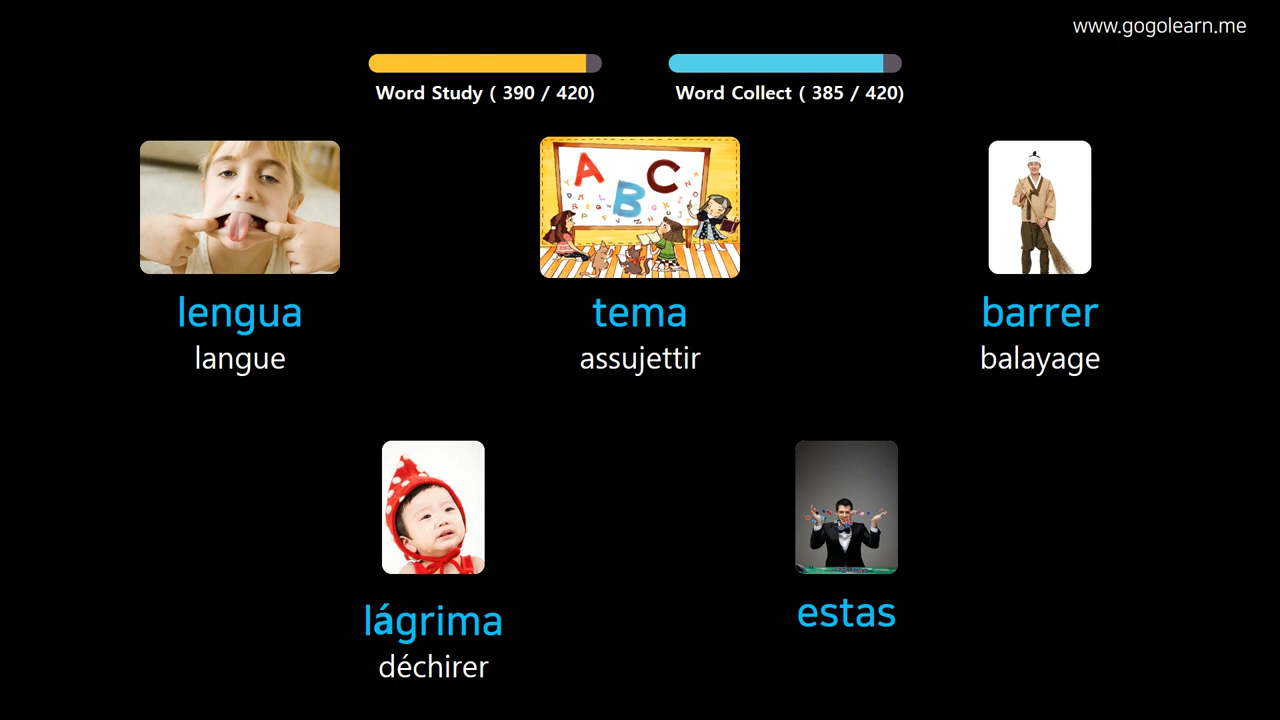 www.gogolearn.me
Word Study ( 390 / 420)
Word Collect ( 385 / 420)
A B C
lengua
langue
tema
assujettir
barrer
balayage
lágrima
déchirer
estas